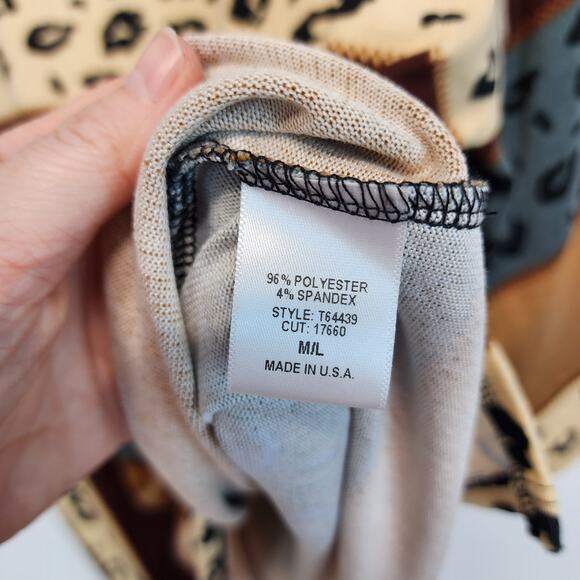 96% POLYESTER
4% SPANDEX
STYLE: T64439
CUT: 17660
M/L
MADE IN U.S.A.